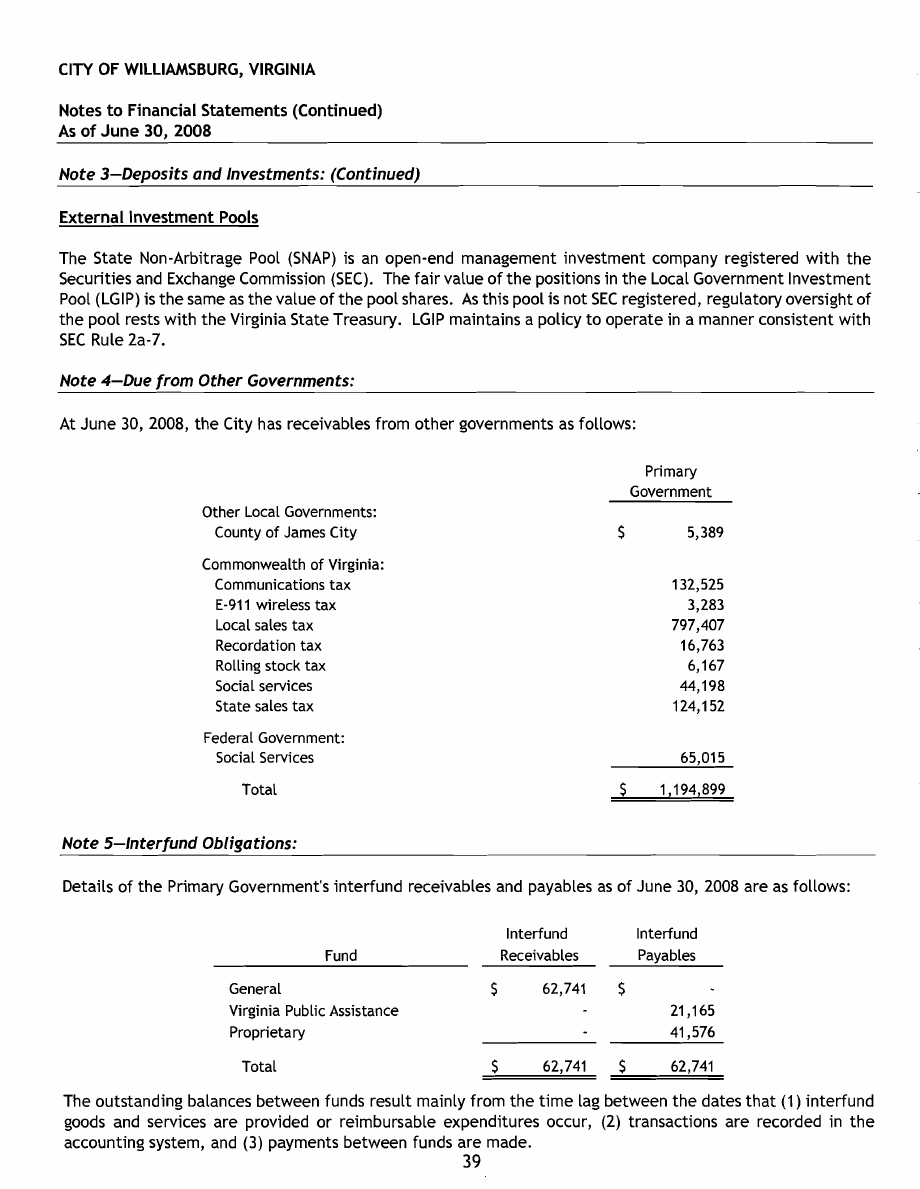 CITY OF WILLIAMSBURG, VIRGINIA
Notes to Financial Statements (Continued)
As of June 30, 2008
Note 3—Deposits and Investments: (Continued)
External Investment Pools
The State Non-Arbitrage Pool (SNAP) is an open-end management investment company registered with the
Securities and Exchange Commission (SEC). The fair value of the positions in the Local Government Investment
Pool (LGIP) is the same as the value of the pool shares. As this pool is not SEC registered, regulatory oversight of
the pool rests with the Virginia State Treasury. LGIP maintains a policy to operate in a manner consistent with
SEC Rule 2a-7.
Note 4—Due from Other Governments:
At June 30, 2008, the City has receivables from other governments as follows:
Primary
Government
Other Local Governments:
County of James City $ 5,389
Commonwealth of Virginia:
Communications tax 132,525
E-911 wireless tax 3,283
Local sales tax 797,407
Recordation tax 16,763
Rolling stock tax 6,167
Social services 44,198
State sales tax 124,152
Federal Government:
Social Services 65,015
Total $ 1,194,899
Note 5—Interfund Obligations:
Details of the Primary Government's interfund receivables and payables as of June 30, 2008 are as follows:
Interfund Interfund
Fund Receivables Payables
General $ 62,741 $ -
Virginia Public Assistance - 21,165
Proprietary - 41,576
Total $ 62,741 $ 62,741
The outstanding balances between funds result mainly from the time lag between the dates that (1) interfund
goods and services are provided or reimbursable expenditures occur, (2) transactions are recorded in the
accounting system, and (3) payments between funds are made.
39